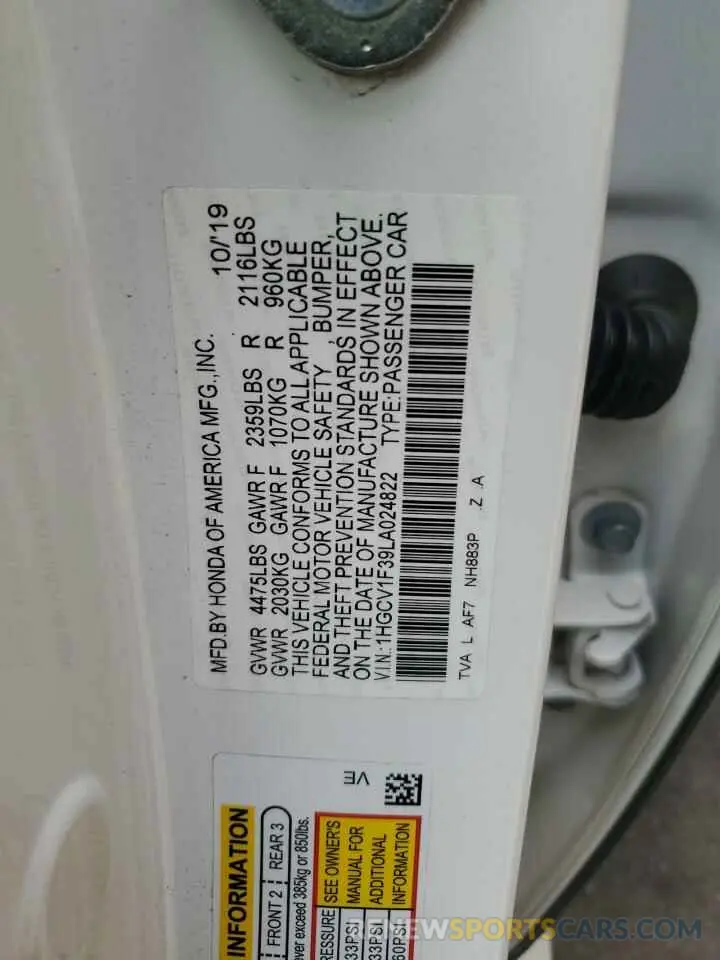 MFD.BY HONDA OF AMERICA MFG.,INC. 10/'19
GVWR 4475LBS GAWR F 2359LBS R 2116LBS
GVWR 2030KG GAWR F 1070KG R 960KG
THIS VEHICLE CONFORMS TO ALL APPLICABLE
FEDERAL MOTOR VEHICLE SAFETY , BUMPER,
AND THEFT PREVENTION STANDARDS IN EFFECT
ON THE DATE OF MANUFACTURE SHOWN ABOVE.
V.I.N.:1HGCV1F39LA024822 TYPE:PASSENGER CAR
TVA L AF7 NH883P .Z .A
VE
INFORMATION
FRONT 2 REAR 3
ever exceed 385kg or 850lbs.
RESSURE SEE OWNER'S
33PSI MANUAL FOR
33PSI ADDITIONAL
60PSI INFORMATION
RENEWSPORTSCARS.COM